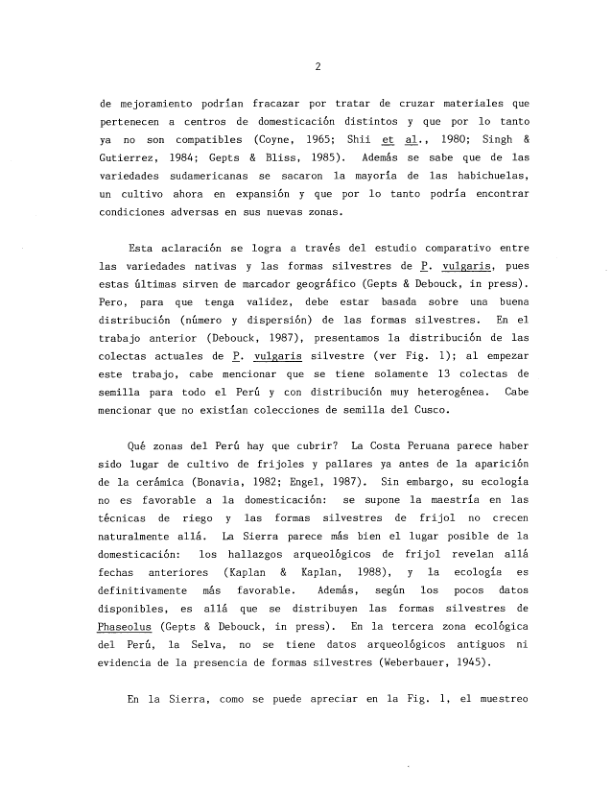 2
de mejoramiento podrían fracazar por tratar de cruzar materiales que
pertenecen a centros de domesticación distintos y que por lo tanto
ya no son compatibles (Coyne, 1965; Shii et al., 1980; Singh &
Gutierrez, 1984; Gepts & Bliss, 1985). Además se sabe que de las
variedades sudamericanas se sacaron la mayoría de las habichuelas,
un cultivo ahora en expansión y que por lo tanto podría encontrar
condiciones adversas en sus nuevas zonas.
Esta aclaración se logra a través del estudio comparativo entre
las variedades nativas y las formas silvestres de P. vulgaris, pues
estas últimas sirven de marcador geográfico (Gepts & Debouck, in press).
Pero, para que tenga validez, debe estar basada sobre una buena
distribución (número y dispersión) de las formas silvestres. En el
trabajo anterior (Debouck, 1987), presentamos la distribución de las
colectas actuales de P. vulgaris silvestre (ver Fig. 1); al empezar
este trabajo, cabe mencionar que se tiene solamente 13 colectas de
semilla para todo el Perú y con distribución muy heterogénea. Cabe
mencionar que no existían colecciones de semilla del Cusco.
Qué zonas del Perú hay que cubrir? La Costa Peruana parece haber
sido lugar de cultivo de frijoles y pallares ya antes de la aparición
de la cerámica (Bonavia, 1982; Engel, 1987). Sin embargo, su ecología
no es favorable a la domesticación: se supone la maestría en las
técnicas de riego y las formas silvestres de frijol no crecen
naturalmente allá. La Sierra parece más bien el lugar posible de la
domesticación: los hallazgos arqueológicos de frijol revelan allá
fechas anteriores (Kaplan & Kaplan, 1988), y la ecología es
definitivamente más favorable. Además, según los pocos datos
disponibles, es allá que se distribuyen las formas silvestres de
Phaseolus (Gepts & Debouck, in press). En la tercera zona ecológica
del Perú, la Selva, no se tiene datos arqueológicos antiguos ni
evidencia de la presencia de formas silvestres (Weberbauer, 1945).
En la Sierra, como se puede apreciar en la Fig. 1, el muestreo